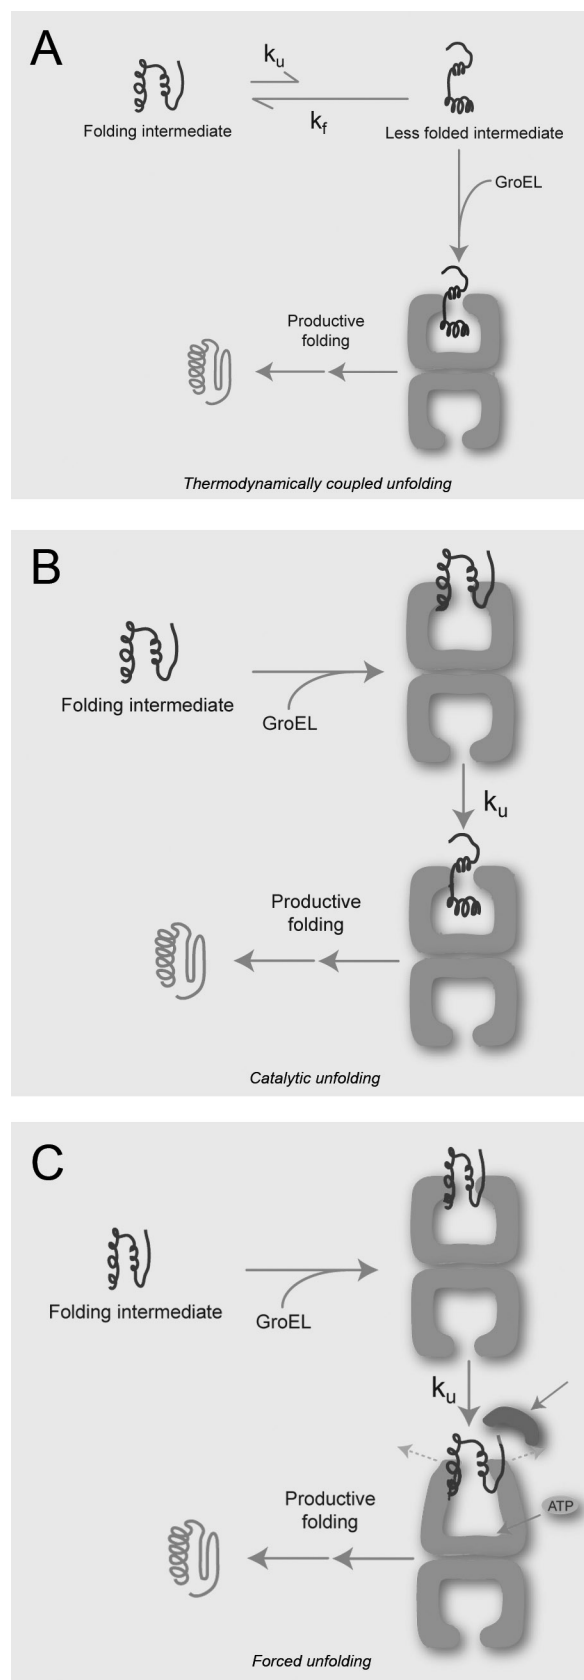 A
k_u
k_f
Folding intermediate
Less folded intermediate
GroEL
Productive
folding
Thermodynamically coupled unfolding
B
Folding intermediate
GroEL
k_u
Productive
folding
Catalytic unfolding
C
Folding intermediate
GroEL
k_u
ATP
Productive
folding
Forced unfolding